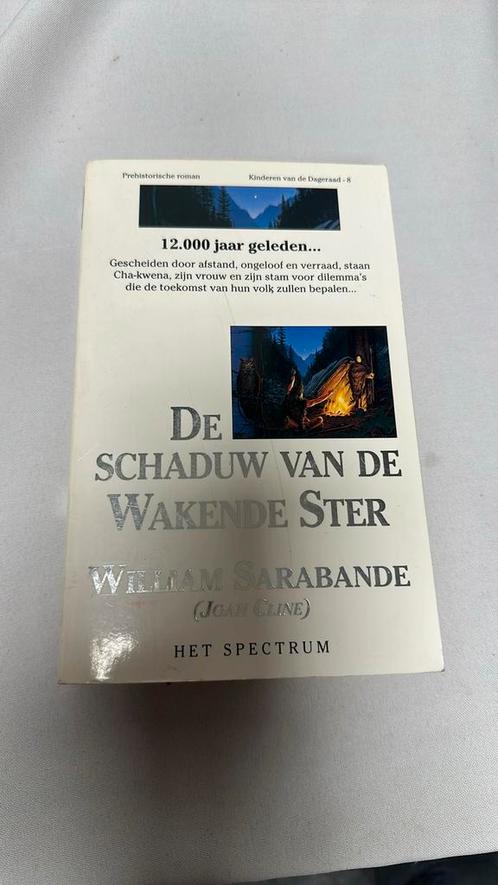 Prehistorische roman Kinderen van de Dageraad - 8
12.000 jaar geleden...
Gescheiden door afstand, ongeloof en verraad, staan
Cha-kwena, zijn vrouw en zijn stam voor dilemma's
die de toekomst van hun volk zullen bepalen...
DE
SCHADUW VAN DE
WAKENDE STER
WILLIAM SARABANDE
(JOAN CLINE)
HET SPECTRUM